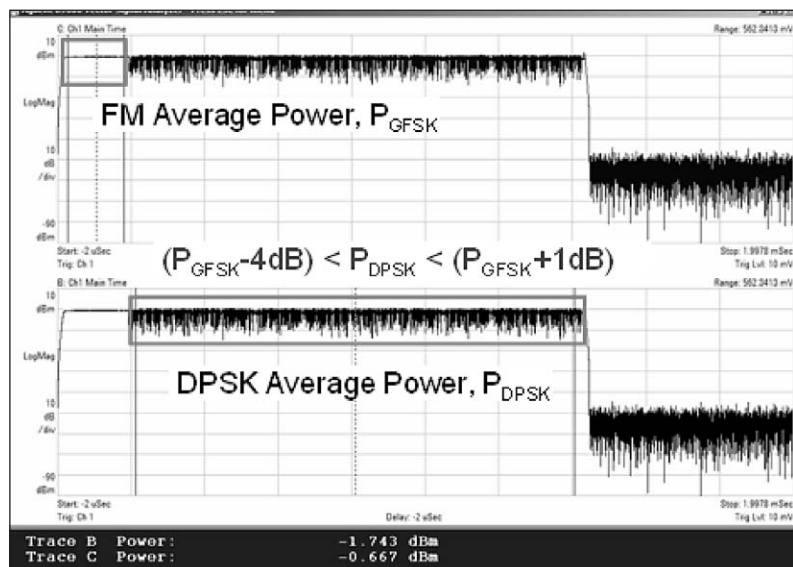 C: Ch1 Main Time
Range: 562.3413 mV
10
dBm
LogMag
FM Average Power, PGFSK
10
dB
/div
-90
dBm
Start: -2 uSec
Stop: 1.9978 mSec
Trig: Ch 1
Trig Lvl: 10 mV
(PGFSK-4dB) < PDPSK < (PGFSK+1dB)
B: Ch1 Main Time
Range: 562.3413 mV
10
dBm
LogMag
DPSK Average Power, PDPSK
10
dB
/div
-90
dBm
Start: -2 uSec
Stop: 1.9978 mSec
Trig: Ch 1
Delay: -2 uSec
Trig Lvl: 10 mV
Trace B Power: -1.743 dBm
Trace C Power: -0.667 dBm